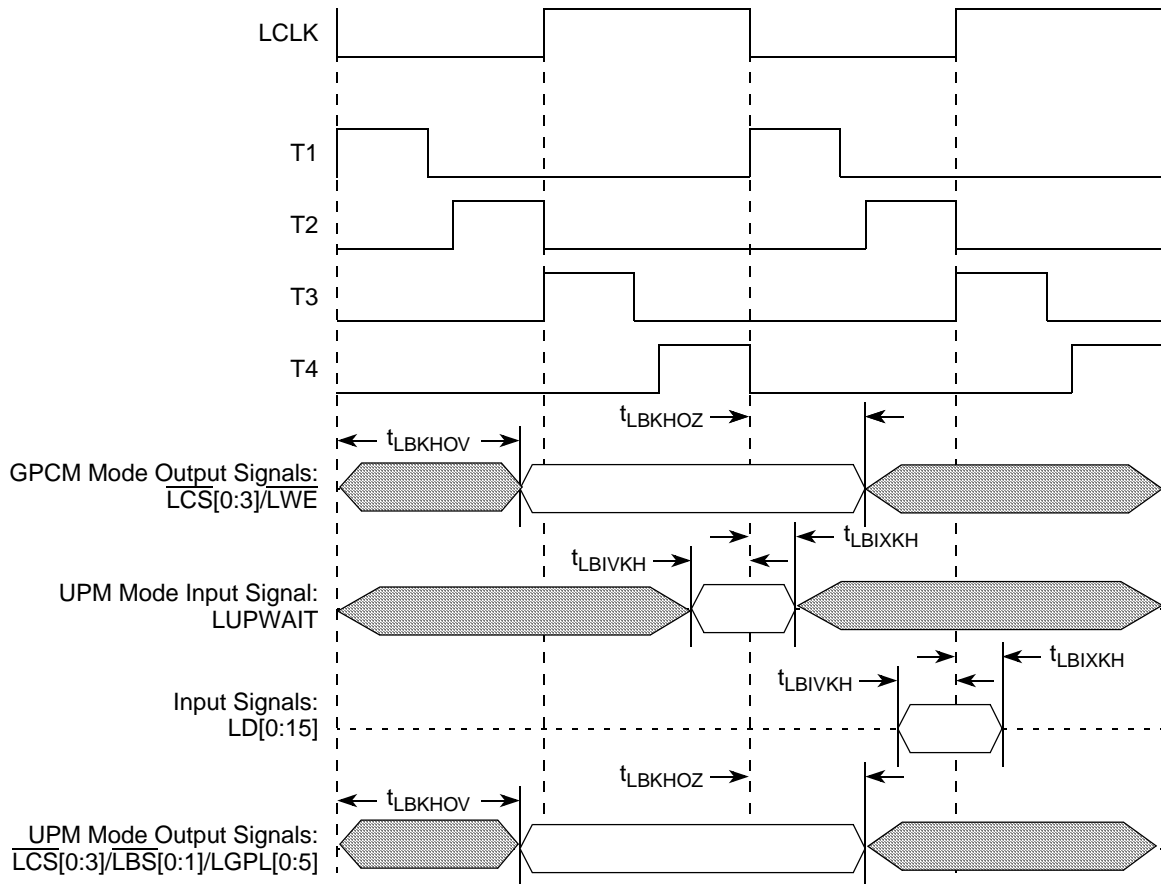 LCLK
T1
T2
T3
T4
tLBKHOZ
tLBKHOV
GPCM Mode Output Signals:
LCS[0:3]/LWE
tLBIXKH
tLBIVKH
UPM Mode Input Signal:
LUPWAIT
tLBIXKH
tLBIVKH
Input Signals:
LD[0:15]
tLBKHOZ
tLBKHOV
UPM Mode Output Signals:
LCS[0:3]/LBS[0:1]/LGPL[0:5]